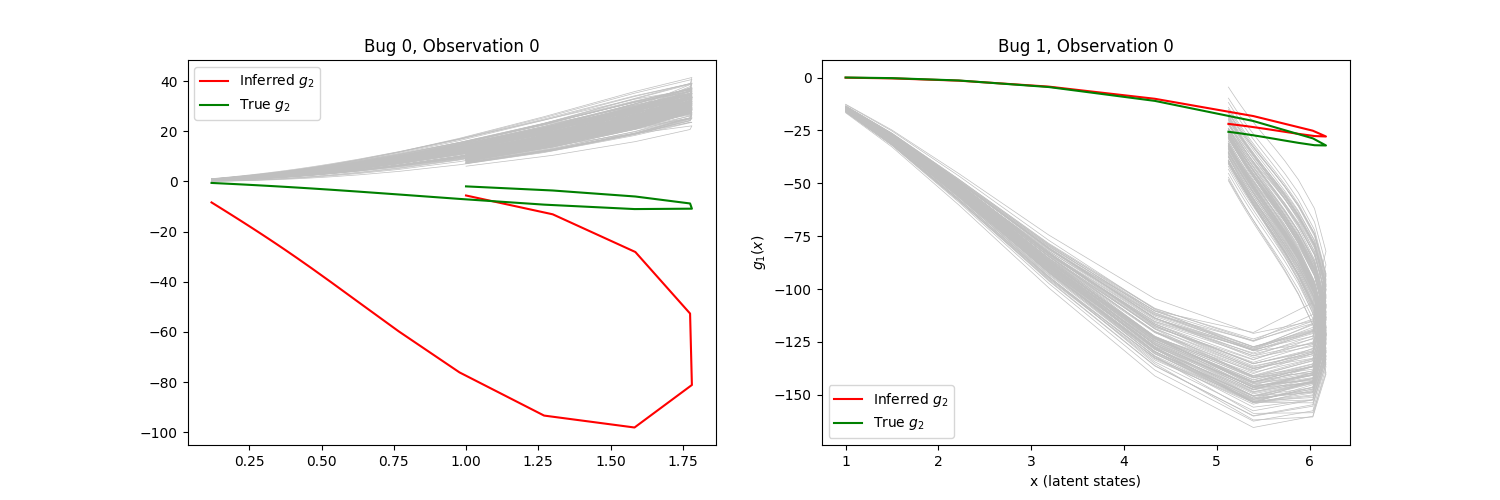 Bug 0, Observation 0
Inferred g₂
True g₂
40
20
0
−20
−40
−60
−80
−100
0.25 0.50 0.75 1.00 1.25 1.50 1.75
Bug 1, Observation 0
g₁(x)
0
−25
−50
−75
−100
−125
−150
Inferred g₂
True g₂
1 2 3 4 5 6
x (latent states)